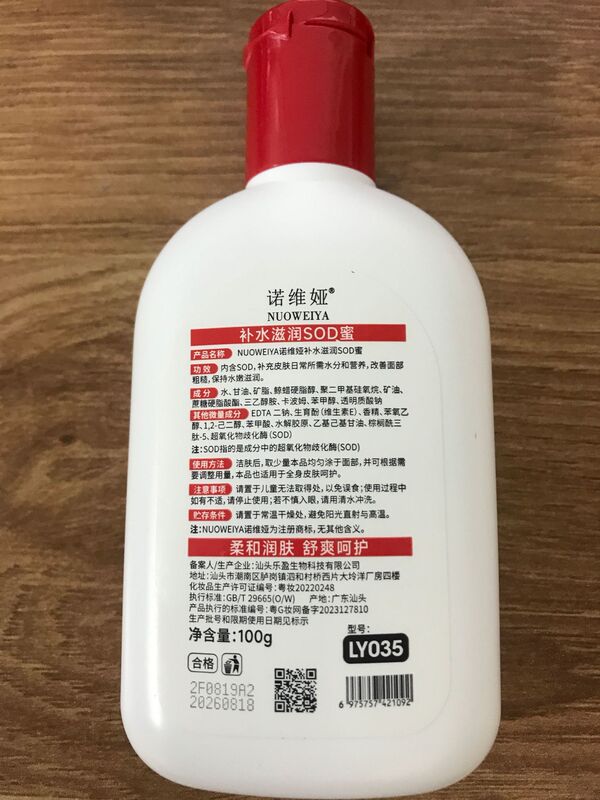 诺维娅®
NUOWEIYA
补水滋润SOD蜜
产品名称 NUOWEIYA诺维娅补水滋润SOD蜜
功 效 内含SOD,补充皮肤日常所需水分和营养,改善面部
粗糙,保持水嫩滋润。
成 分 水、甘油、矿脂、鲸蜡硬脂醇、聚二甲基硅氧烷、矿油、
蔗糖硬脂酸酯、三乙醇胺、卡波姆、苯甲醇、透明质酸钠
其他微量成分 EDTA 二钠、生育酚(维生素E)、香精、苯氧乙
醇、1,2-己二醇、苯甲酸、水解胶原、乙基己基甘油、棕榈酰三
肽-5、超氧化物歧化酶(SOD)
注:SOD指的是成分中的超氧化物歧化酶(SOD)
使用方法 洁肤后,取少量本品均匀涂于面部,并可根据需
要调整用量,本品也适用于全身皮肤呵护。
注意事项 请置于儿童无法取得处,以免误食;使用过程中
如有不适,请停止使用;若不慎入眼,请用清水冲洗。
贮存条件 请置于常温干燥处,避免阳光直射与高温。
注:NUOWEIYA诺维娅为注册商标,无其他含义。
柔和润肤 舒爽呵护
备案人/生产企业:汕头乐盈生物科技有限公司
地址:汕头市潮南区胪岗镇泗和村桥西片大坽洋厂房四楼
化妆品生产许可证编号:粤妆20220248
执行标准:GB/T 29665(O/W) 产地:广东汕头
产品执行的标准编号:粤G妆网备字2023127810
生产批号和限期使用日期见标示
净含量:100g
型号:
LY035
合格
2F0819A2
20260818
6 975757 421092